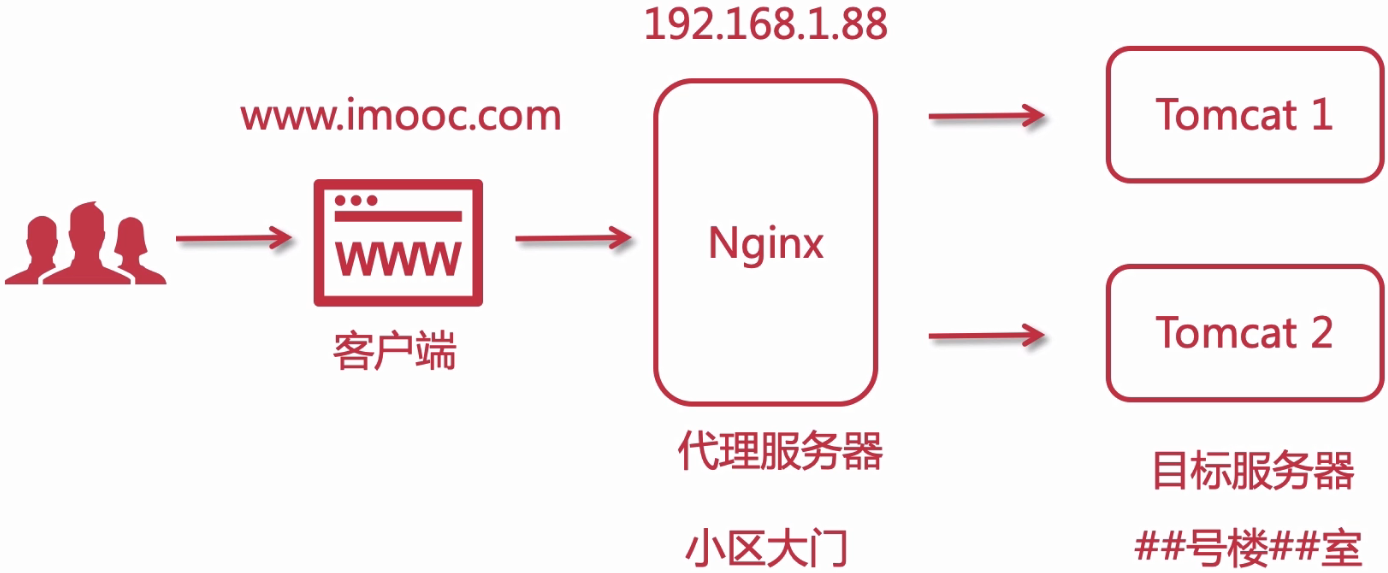 192.168.1.88
www.imooc.com
Tomcat 1
WWW
Nginx
Tomcat 2
客户端
代理服务器
目标服务器
小区大门
##号楼##室